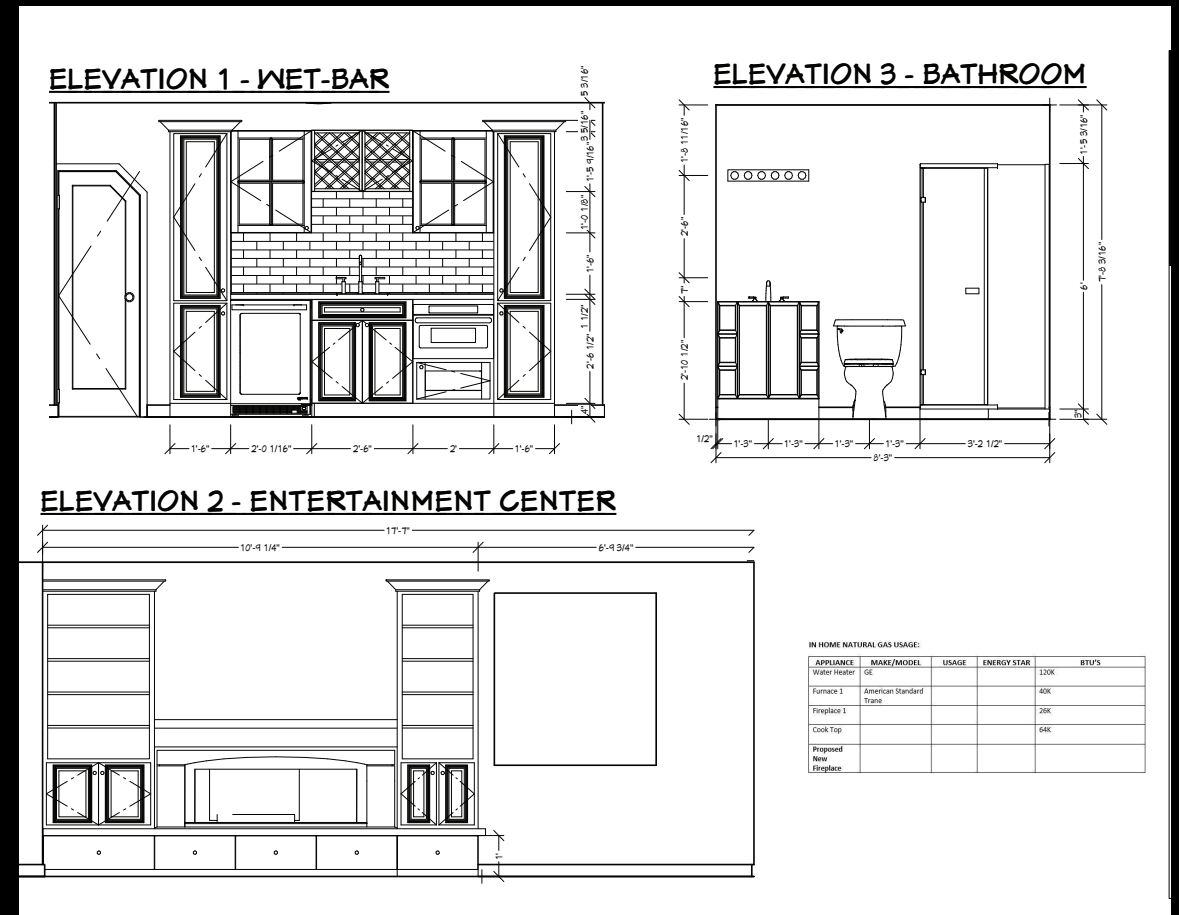 ELEVATION 1 - WET-BAR
5 3/16"
3 5/16"
1'-5 9/16"
1'-0 1/8"
1'-6"
1 1/2"
2'-6 1/2"
4"
1'-6" 2'-0 1/16" 2'-6" 2' 1'-6"
ELEVATION 3 - BATHROOM
1'-8 11/16"
2'-6"
7"
2'-10 1/2"
1'-5 3/16"
6'
3"
7'-8 3/16"
1/2" 1'-3" 1'-3" 1'-3" 1'-3" 3'-2 1/2"
8'-3"
ELEVATION 2 - ENTERTAINMENT CENTER
17'-7"
10'-9 1/4" 6'-9 3/4"
1'
IN HOME NATURAL GAS USAGE:
APPLIANCE MAKE/MODEL USAGE ENERGY STAR BTU'S
Water Heater GE 120K
Furnace 1 American Standard 40K
Trane
Fireplace 1 26K
Cook Top 64K
Proposed
New
Fireplace